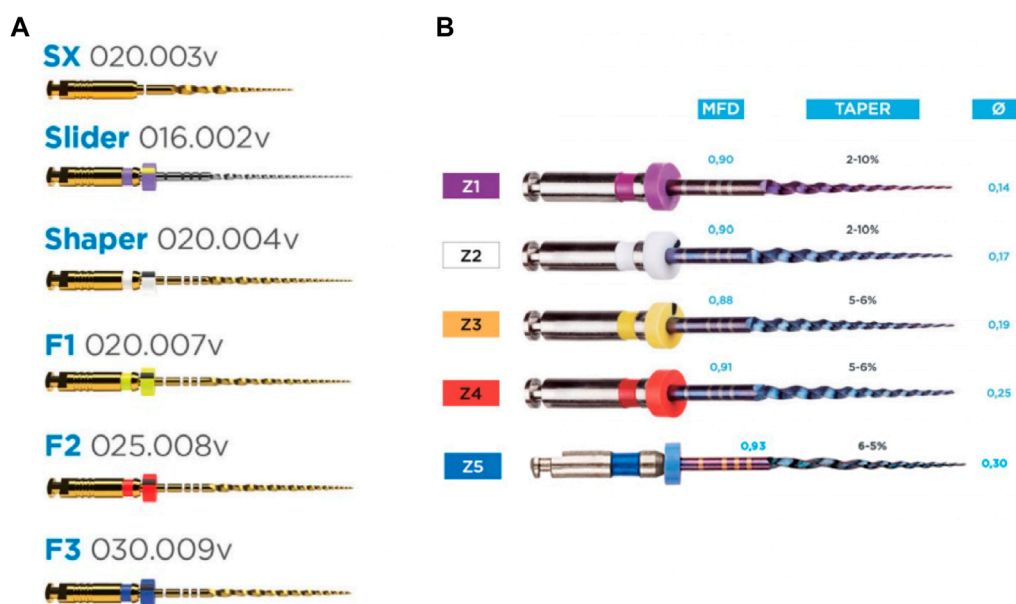 A
SX 020.003v
Slider 016.002v
Shaper 020.004v
F1 020.007v
F2 025.008v
F3 030.009v
B
MFD TAPER Ø
0,90 2-10%
Z1 0,14
0,90 2-10%
Z2 0,17
0,88 5-6%
Z3 0,19
0,91 5-6%
Z4 0,25
0,93 6-5%
Z5 0,30